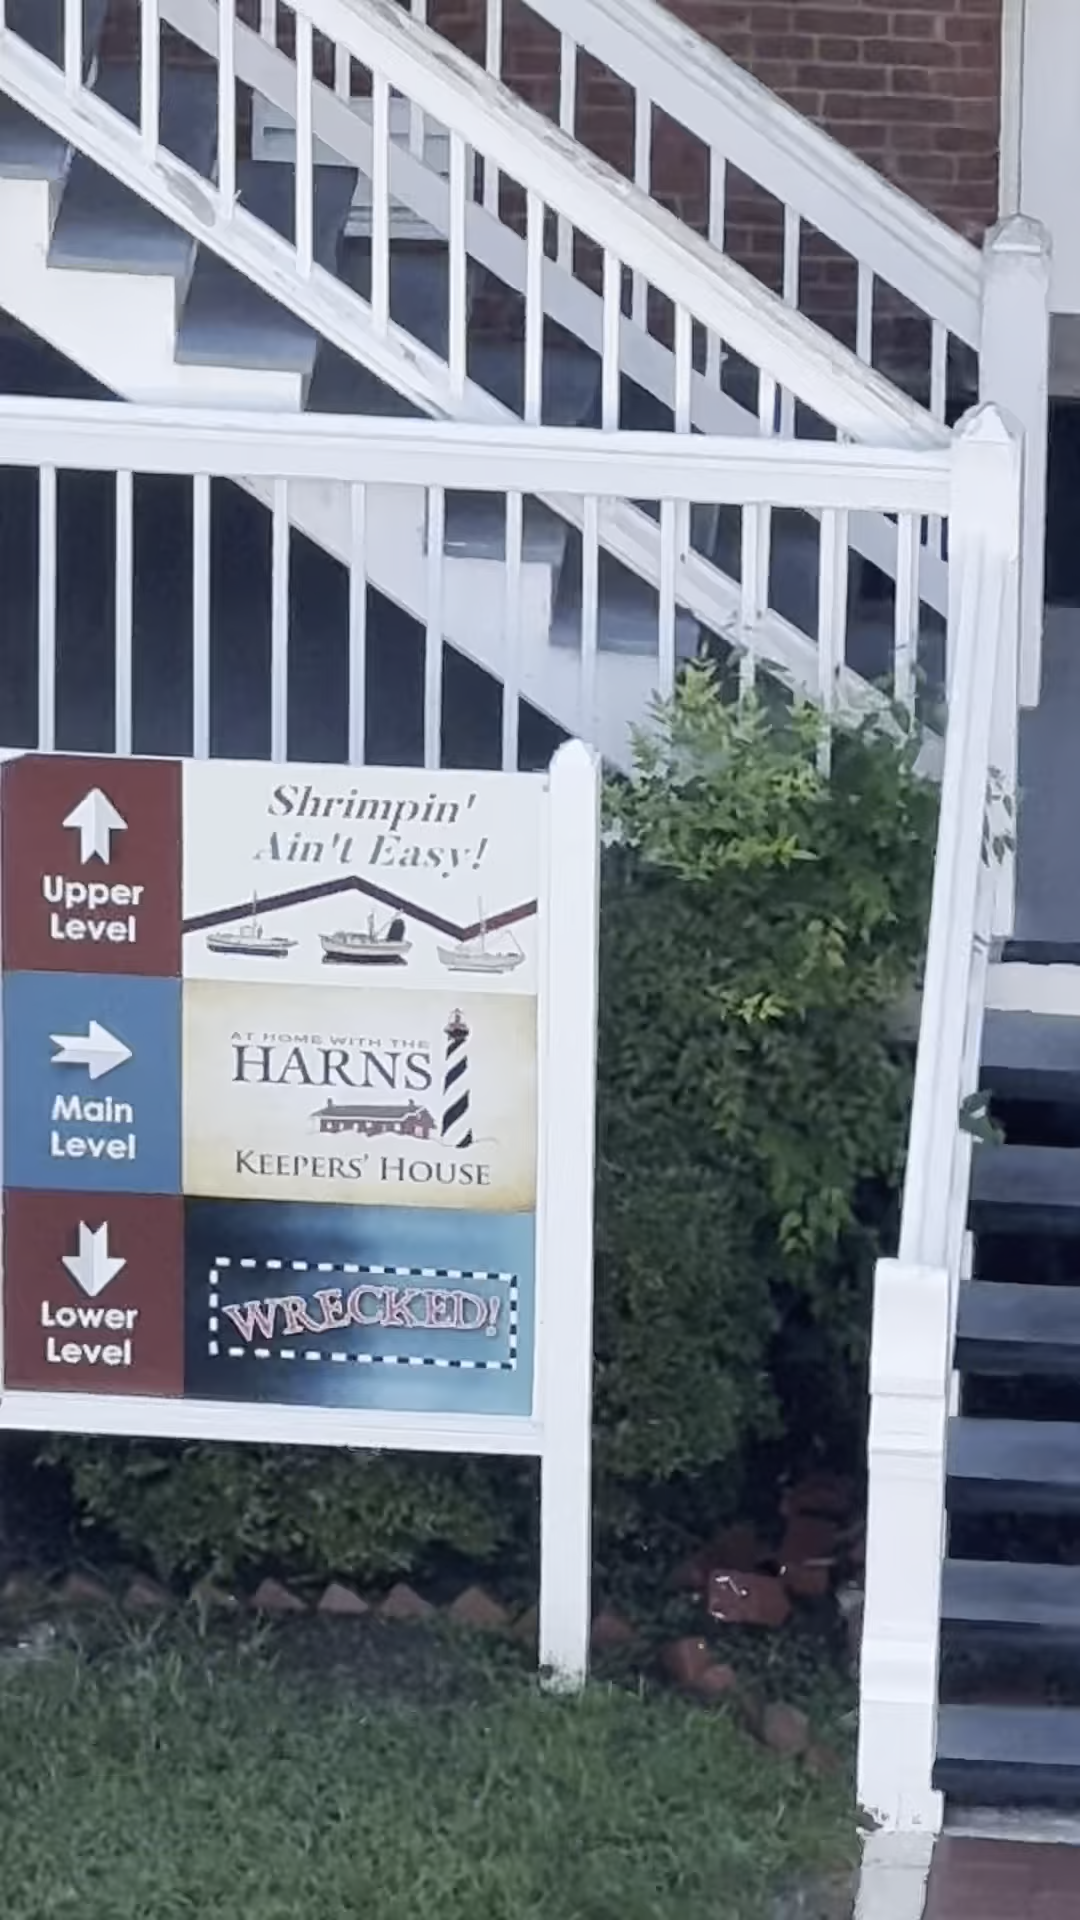 Upper
Level
Shrimpin'
Ain't Easy!
Main
Level
AT HOME WITH THE
HARNS
KEEPERS' HOUSE
Lower
Level
WRECKED!